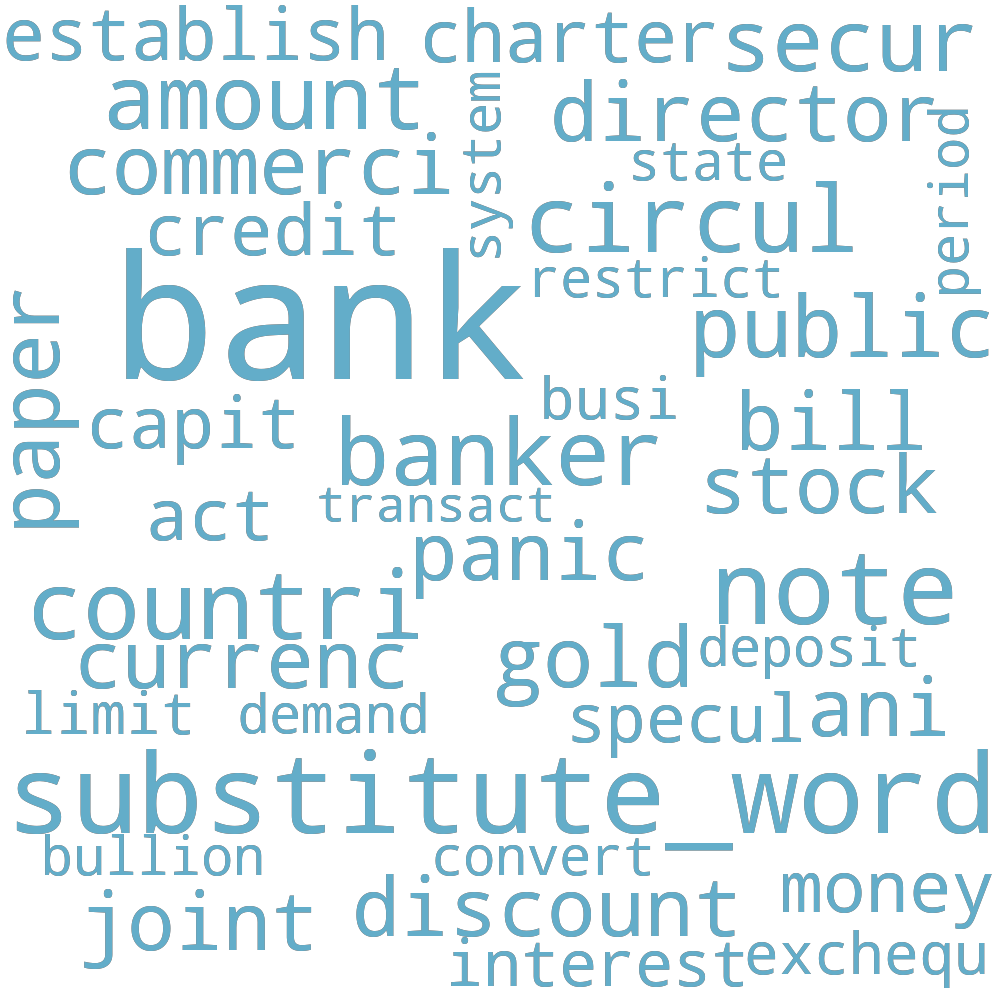 establish
charter
secur
amount
system
director
period
commerci
state
credit
circul
restrict
bank
public
paper
busi
capit
bill
banker
stock
act
transact
panic
countri
note
currenc
gold
deposit
limit
demand
specul
ani
substitute_word
bullion
convert
money
joint
discount
interest
exchequ